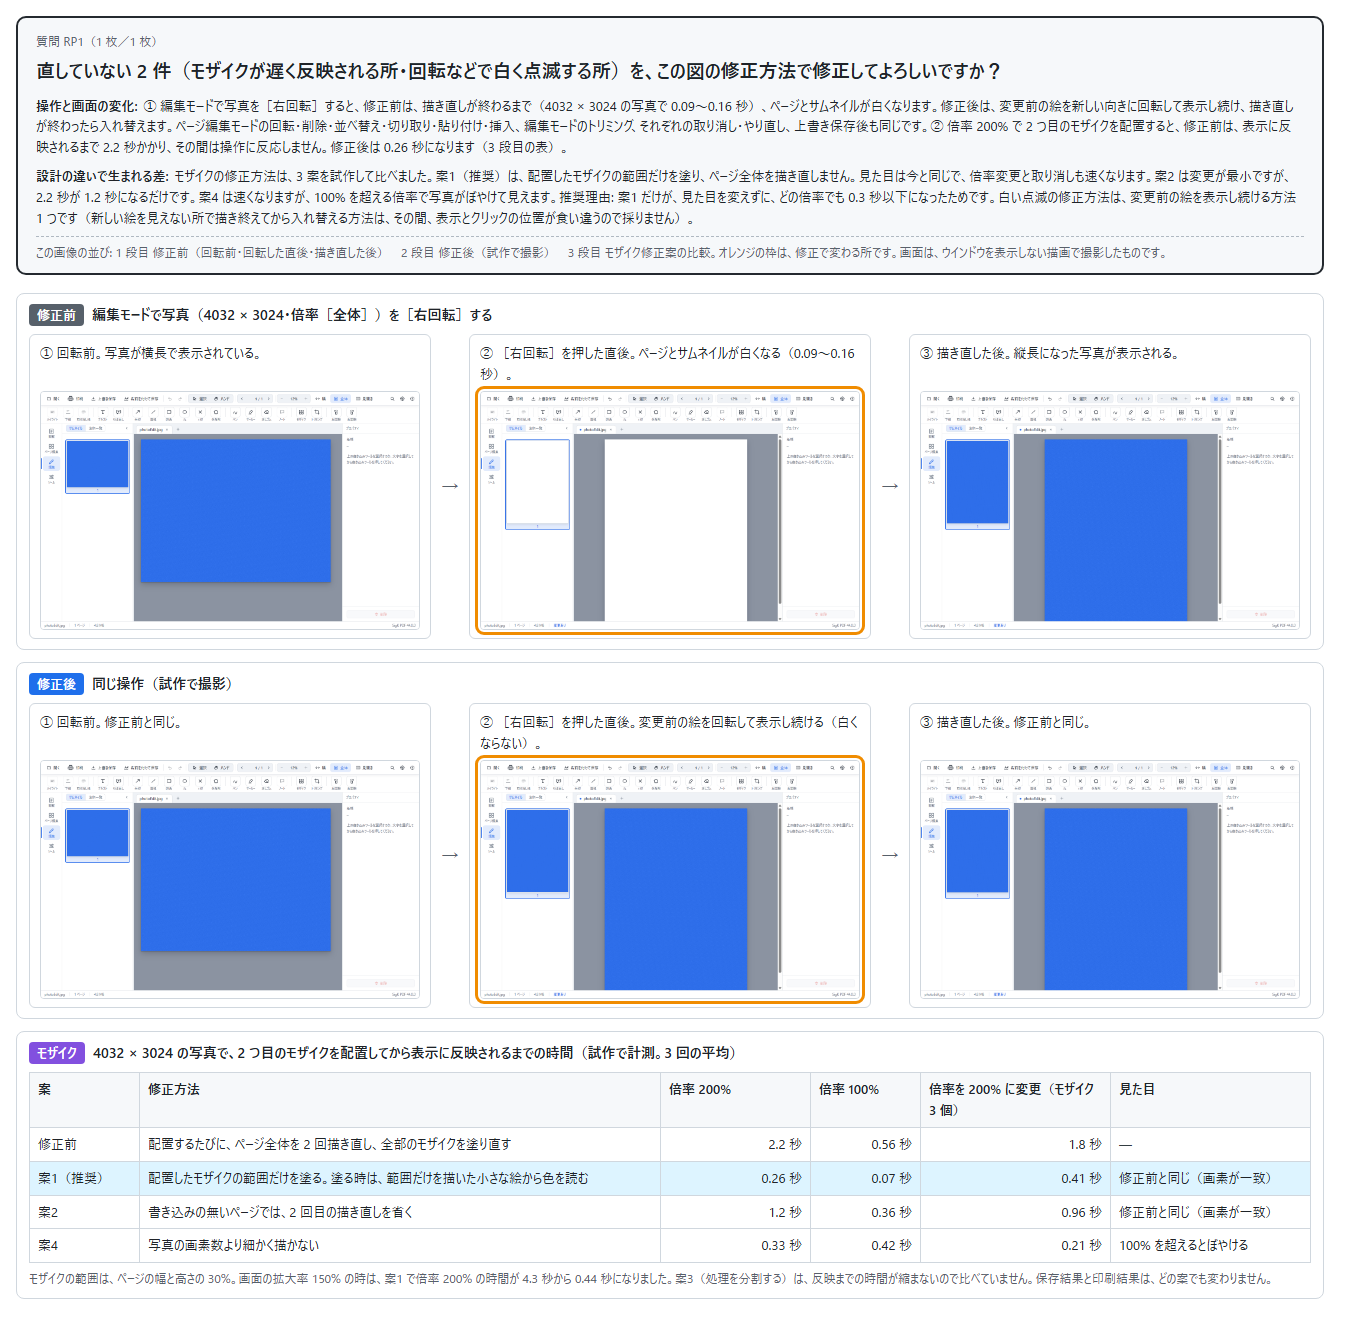 質問 RP1（1 枚／1 枚）
直していない 2 件（モザイクが遅く反映される所・回転などで白く点滅する所）を、この図の修正方法で修正してよろしいですか？
操作と画面の変化: ① 編集モードで写真を［右回転］すると、修正前は、描き直しが終わるまで（4032 × 3024 の写真で 0.09～0.16 秒）、ページとサムネイルが白くなります。修正後は、変更前の絵を新しい向きに回転して表示し続け、描き直し
が終わったら入れ替えます。ページ編集モードの回転・削除・並べ替え・切り取り・貼り付け・挿入、編集モードのトリミング、それぞれの取り消し・やり直し、上書き保存後も同じです。② 倍率 200% で 2 つ目のモザイクを配置すると、修正前は、表示に反
映されるまで 2.2 秒かかり、その間は操作に反応しません。修正後は 0.26 秒になります（3 段目の表）。
設計の違いで生まれる差: モザイクの修正方法は、3 案を試作して比べました。案1（推奨）は、配置したモザイクの範囲だけを塗り、ページ全体を描き直しません。見た目は今と同じで、倍率変更と取り消しも速くなります。案2 は変更が最小ですが、
2.2 秒が 1.2 秒になるだけです。案4 は速くなりますが、100% を超える倍率で写真がぼやけて見えます。推奨理由: 案1 だけが、見た目を変えずに、どの倍率でも 0.3 秒以下になったためです。白い点滅の修正方法は、変更前の絵を表示し続ける方法
1 つです（新しい絵を見えない所で描き終えてから入れ替える方法は、その間、表示とクリックの位置が食い違うので採りません）。
この画像の並び: 1 段目 修正前（回転前・回転した直後・描き直した後） 2 段目 修正後（試作で撮影） 3 段目 モザイク修正案の比較。オレンジの枠は、修正で変わる所です。画面は、ウインドウを表示しない描画で撮影したものです。
修正前 編集モードで写真（4032 × 3024・倍率［全体］）を［右回転］する
① 回転前。写真が横長で表示されている。
② ［右回転］を押した直後。ページとサムネイルが白くなる（0.09～0.16
秒）。
③ 描き直した後。縦長になった写真が表示される。
→
→
修正後 同じ操作（試作で撮影）
① 回転前。修正前と同じ。
② ［右回転］を押した直後。変更前の絵を回転して表示し続ける（白く
ならない）。
③ 描き直した後。修正前と同じ。
→
→
モザイク 4032 × 3024 の写真で、2 つ目のモザイクを配置してから表示に反映されるまでの時間（試作で計測。3 回の平均）
案 修正方法 倍率 200% 倍率 100% 倍率を 200% に変更（モザイク
3 個） 見た目
修正前 配置するたびに、ページ全体を 2 回描き直し、全部のモザイクを塗り直す 2.2 秒 0.56 秒 1.8 秒 —
案1（推奨） 配置したモザイクの範囲だけを塗る。塗る時は、範囲だけを描いた小さな絵から色を読む 0.26 秒 0.07 秒 0.41 秒 修正前と同じ（画素が一致）
案2 書き込みの無いページでは、2 回目の描き直しを省く 1.2 秒 0.36 秒 0.96 秒 修正前と同じ（画素が一致）
案4 写真の画素数より細かく描かない 0.33 秒 0.42 秒 0.21 秒 100% を超えるとぼやける
モザイクの範囲は、ページの幅と高さの 30%。画面の拡大率 150% の時は、案1 で倍率 200% の時間が 4.3 秒から 0.44 秒になりました。案3（処理を分割する）は、反映までの時間が縮まないので比べていません。保存結果と印刷結果は、どの案でも変わりません。